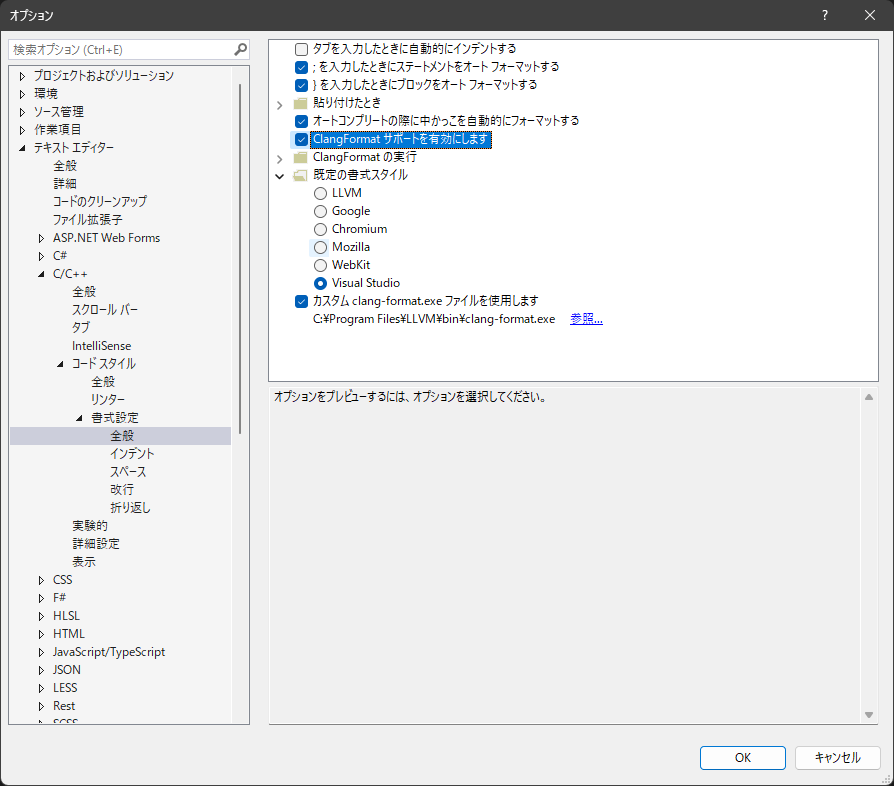 オプション
?
検索オプション (Ctrl+E)
プロジェクトおよびソリューション
環境
ソース管理
作業項目
テキスト エディター
全般
詳細
コードのクリーンアップ
ファイル拡張子
ASP.NET Web Forms
C#
C/C++
全般
スクロール バー
タブ
IntelliSense
コード スタイル
全般
リンター
書式設定
全般
インデント
スペース
改行
折り返し
実験的
詳細設定
表示
CSS
F#
HLSL
HTML
JavaScript/TypeScript
JSON
LESS
Rest
SCSS
タブを入力したときに自動的にインデントする
; を入力したときにステートメントをオート フォーマットする
} を入力したときにブロックをオート フォーマットする
貼り付けたとき
オートコンプリートの際に中かっこを自動的にフォーマットする
ClangFormat サポートを有効にします
ClangFormat の実行
既定の書式スタイル
LLVM
Google
Chromium
Mozilla
WebKit
Visual Studio
カスタム clang-format.exe ファイルを使用します
C:¥Program Files¥LLVM¥bin¥clang-format.exe 参照...
オプションをプレビューするには、オプションを選択してください。
OK
キャンセル